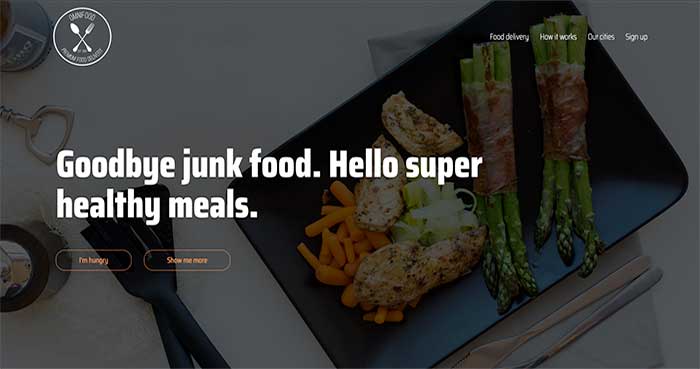 OMNIFOOD
PREMIUM FOOD DELIVERY
Food delivery How it works Our cities Sign up
Goodbye junk food. Hello super
healthy meals.
I'm hungry Show me more